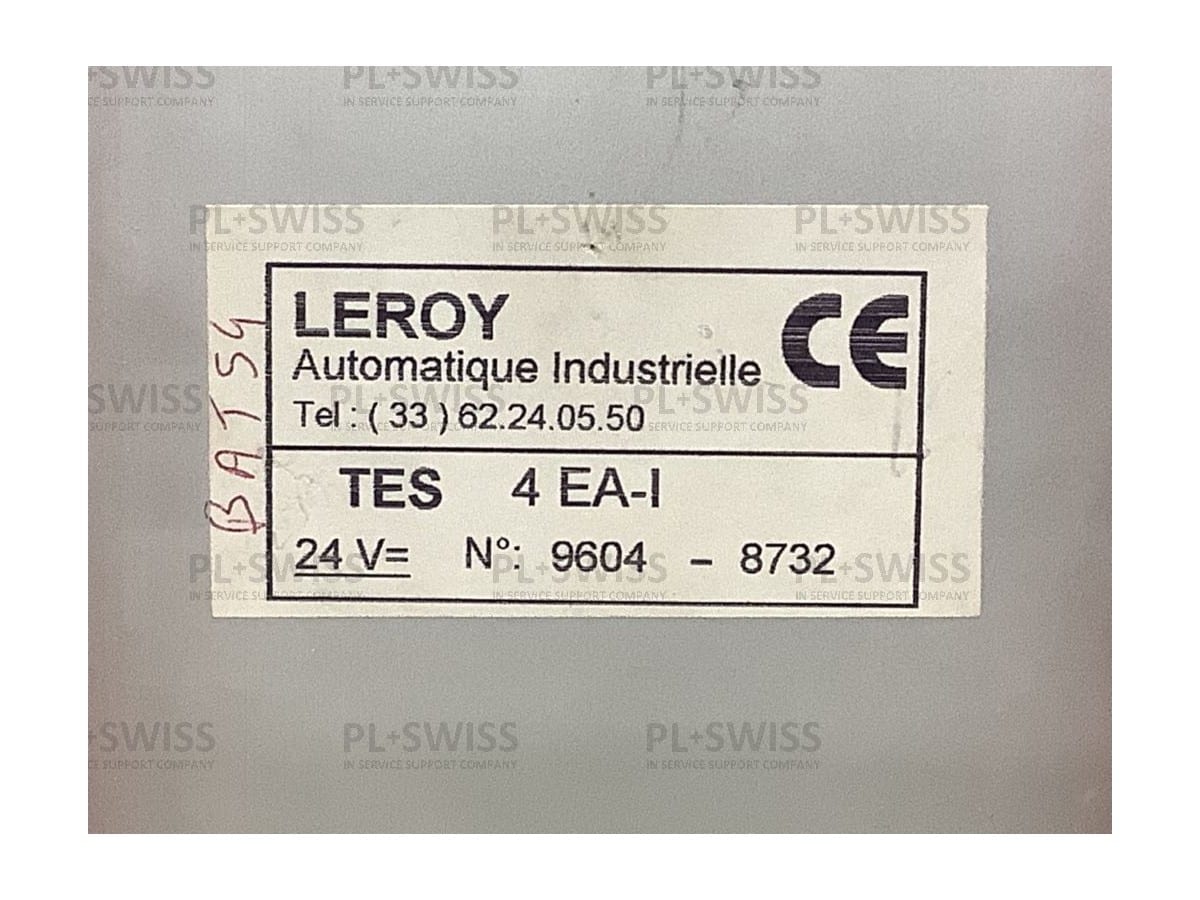 LEROY
CE
Automatique Industrielle
Tel : ( 33 ) 62.24.05.50
TES 4 EA-I
24 V= N°: 9604 - 8732
BAT54
PL+SWISS
IN SERVICE SUPPORT COMPANY